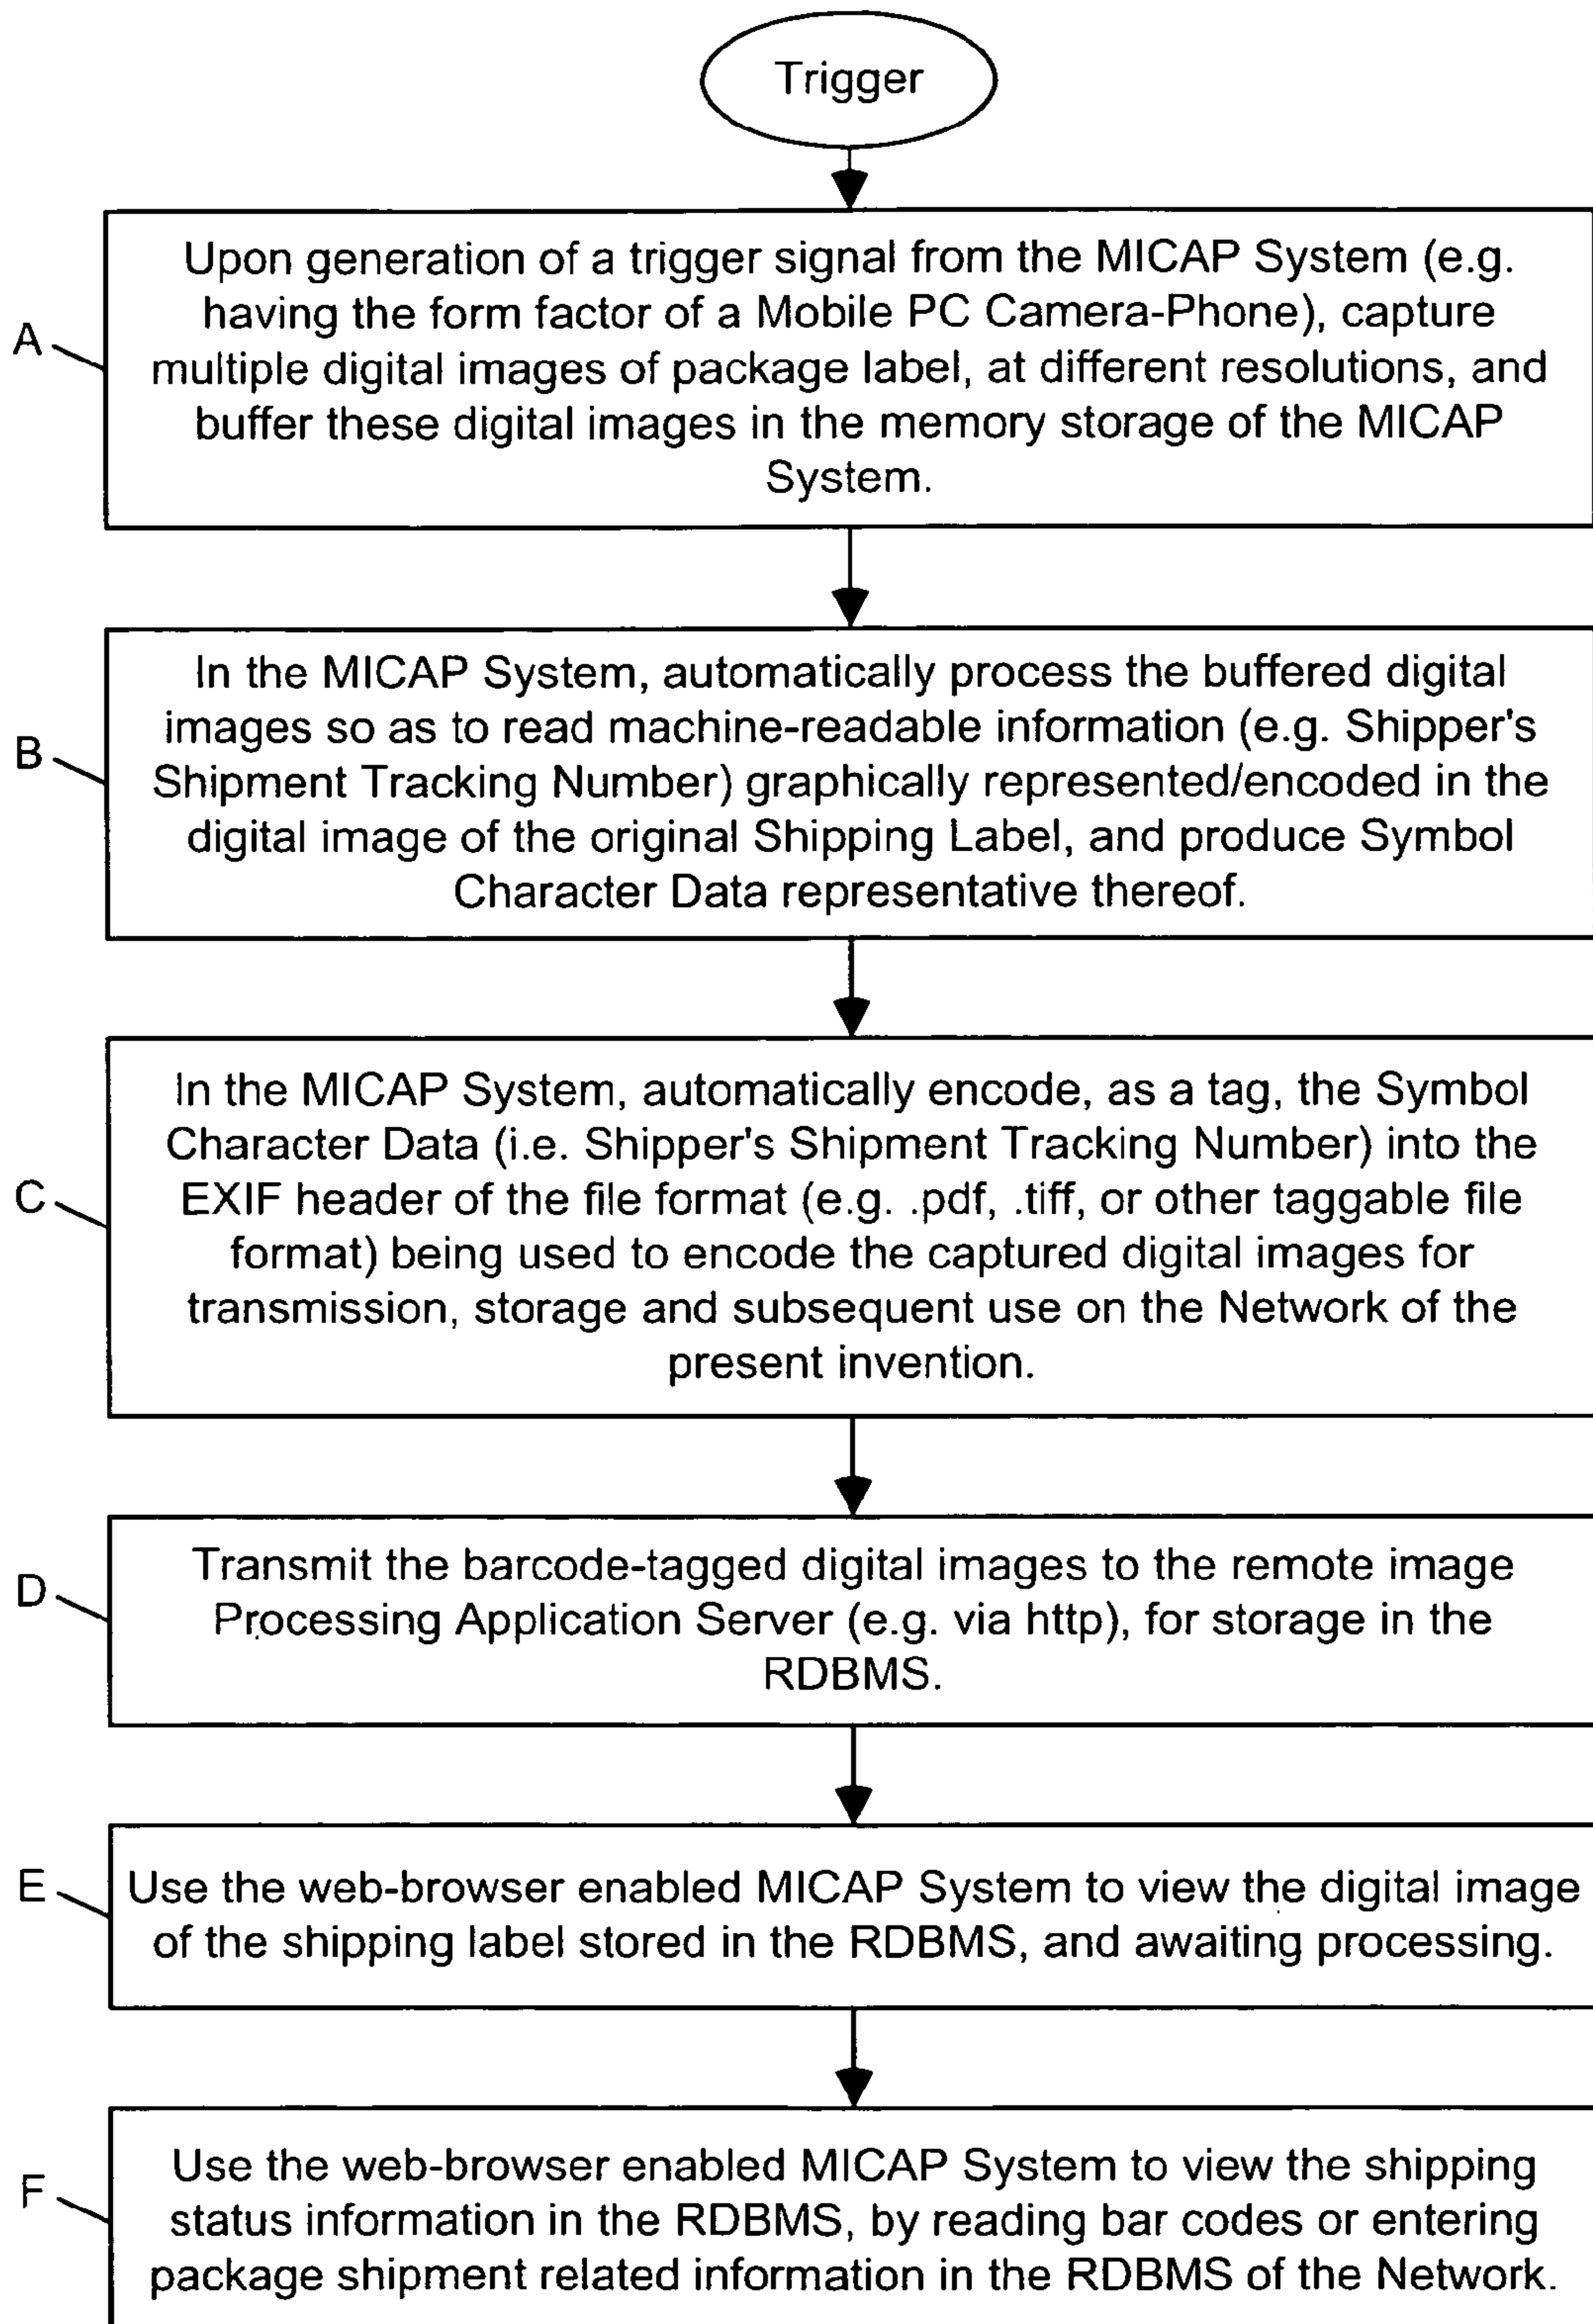 Trigger
A
Upon generation of a trigger signal from the MICAP System (e.g.
having the form factor of a Mobile PC Camera-Phone), capture
multiple digital images of package label, at different resolutions, and
buffer these digital images in the memory storage of the MICAP
System.
B
In the MICAP System, automatically process the buffered digital
images so as to read machine-readable information (e.g. Shipper's
Shipment Tracking Number) graphically represented/encoded in the
digital image of the original Shipping Label, and produce Symbol
Character Data representative thereof.
C
In the MICAP System, automatically encode, as a tag, the Symbol
Character Data (i.e. Shipper's Shipment Tracking Number) into the
EXIF header of the file format (e.g. .pdf, .tiff, or other taggable file
format) being used to encode the captured digital images for
transmission, storage and subsequent use on the Network of the
present invention.
D
Transmit the barcode-tagged digital images to the remote image
Processing Application Server (e.g. via http), for storage in the
RDBMS.
E
Use the web-browser enabled MICAP System to view the digital image
of the shipping label stored in the RDBMS, and awaiting processing.
F
Use the web-browser enabled MICAP System to view the shipping
status information in the RDBMS, by reading bar codes or entering
package shipment related information in the RDBMS of the Network.